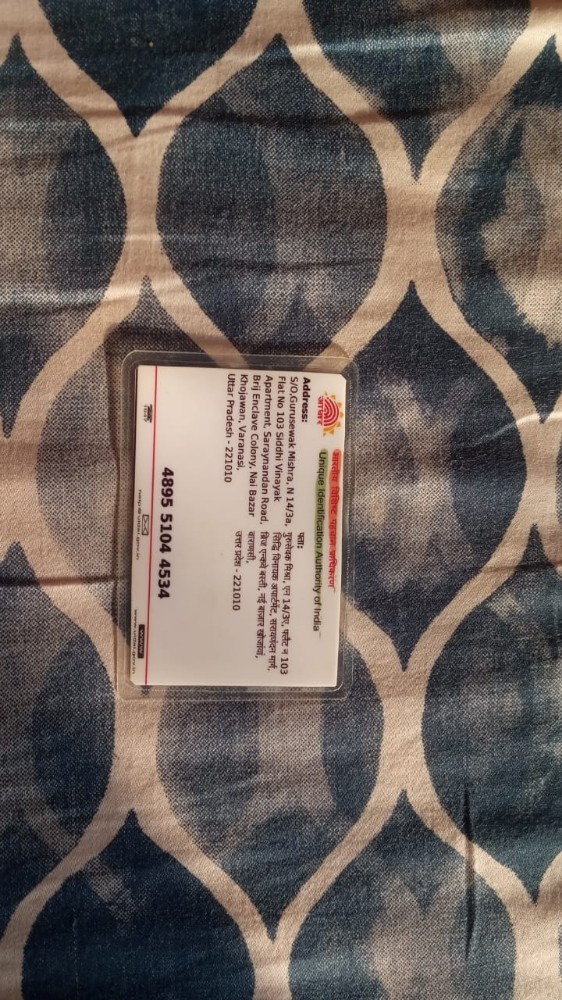 आधार
भारतीय विशिष्ट पहचान प्राधिकरण
Unique Identification Authority of India
Address:
S/O.Gurusewak Mishra, N 14/3a,
Flat No 103 Siddhi Vinayak
Apartment, Saraynandan Road,
Brij Enclave Colony, Nai Bazar
Khojawan, Varanasi,
Uttar Pradesh - 221010
पता:
गुरुसेवक मिश्रा, एन 14/3ए, फ्लैट न 103
सिद्धि विनायक अपार्टमेंट, सरायनंदन मार्ग,
ब्रिज एन्क्लेव बस्ती, नई बाजार खोजवां,
वाराणसी,
उत्तर प्रदेश - 221010
4895 5104 4534